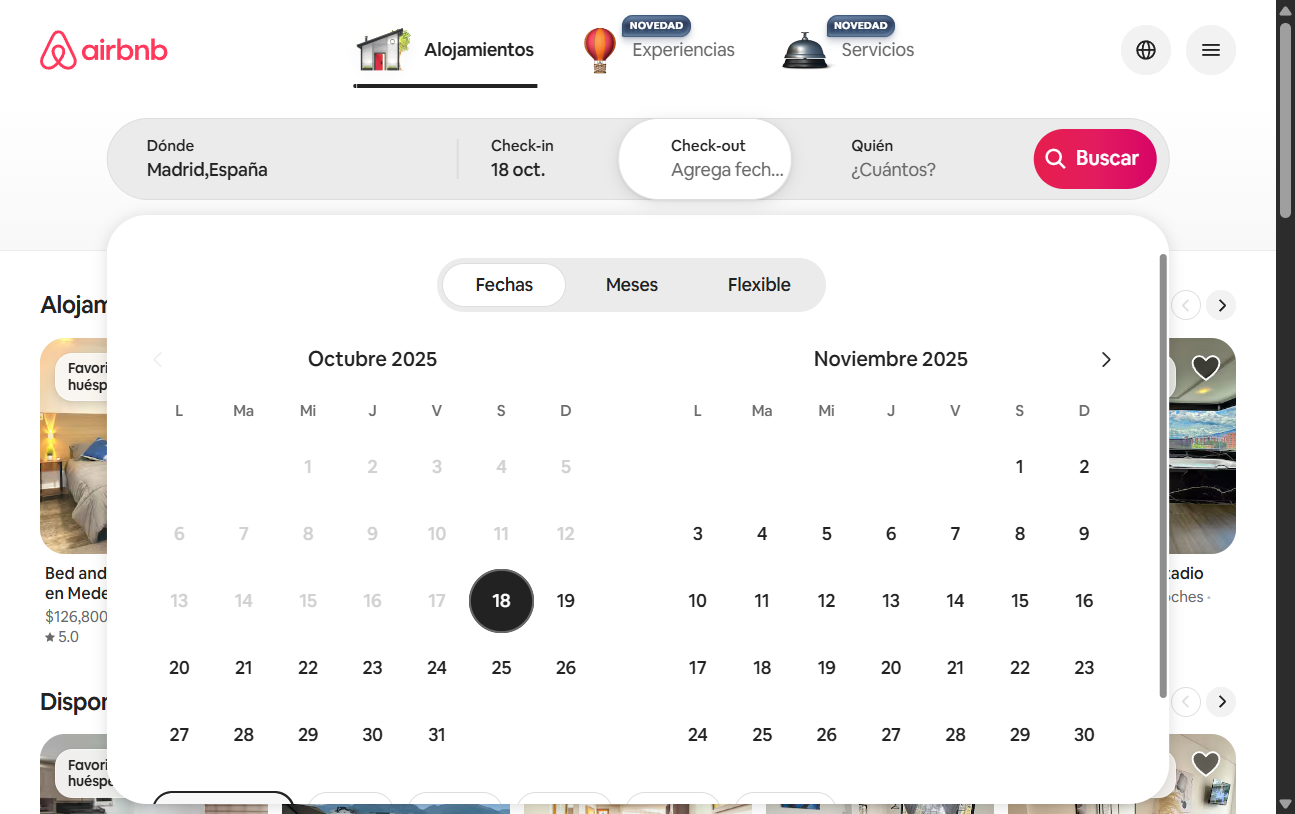 airbnb
Alojamientos
NOVEDAD
Experiencias
NOVEDAD
Servicios
Dónde
Madrid,España
Check-in
18 oct.
Check-out
Agrega fech...
Quién
¿Cuántos?
Buscar
Fechas
Meses
Flexible
Octubre 2025
L Ma Mi J V S D
1 2 3 4 5
6 7 8 9 10 11 12
13 14 15 16 17 18 19
20 21 22 23 24 25 26
27 28 29 30 31
Noviembre 2025
L Ma Mi J V S D
1 2
3 4 5 6 7 8 9
10 11 12 13 14 15 16
17 18 19 20 21 22 23
24 25 26 27 28 29 30
Alojam
Favori
huésp
Bed and
en Mede
$126,800
5.0
tadio
oches ·
Dispon
Favori
huéspe